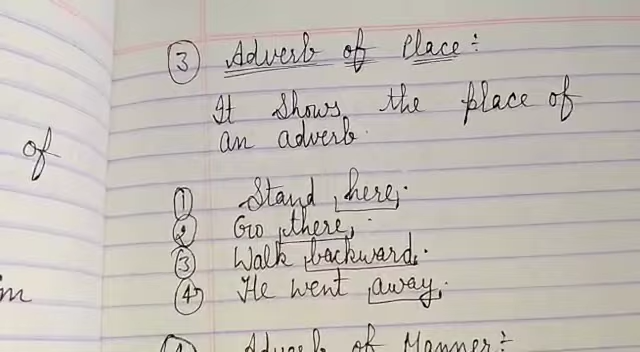 ③ Adverb of Place :-
It shows the place of
an adverb.
of
① Stand here.
② Go there.
③ Walk backward.
④ He went away.
Adverb of Manner :-